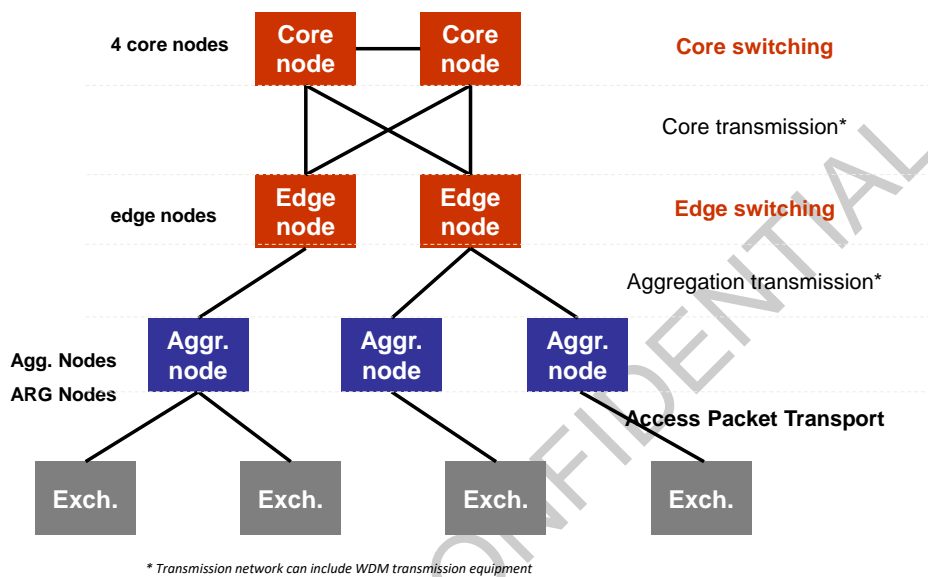 4 core nodes
Core
node
Core
node
Core switching
Core transmission*
edge nodes
Edge
node
Edge
node
Edge switching
Aggregation transmission*
Agg. Nodes
ARG Nodes
Aggr.
node
Aggr.
node
Aggr.
node
Access Packet Transport
Exch.
Exch.
Exch.
Exch.
* Transmission network can include WDM transmission equipment
CONFIDENTIAL